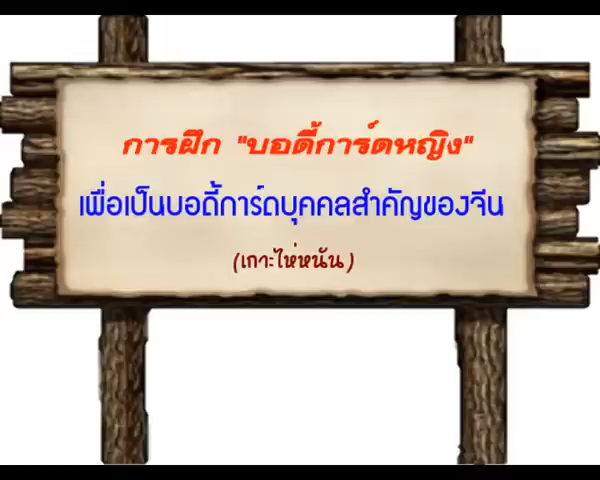 การฝึก "บอดี้การ์ดหญิง"
เพื่อเป็นบอดี้การ์ดบุคคลสำคัญของจีน
(เกาะไห่หนัน)